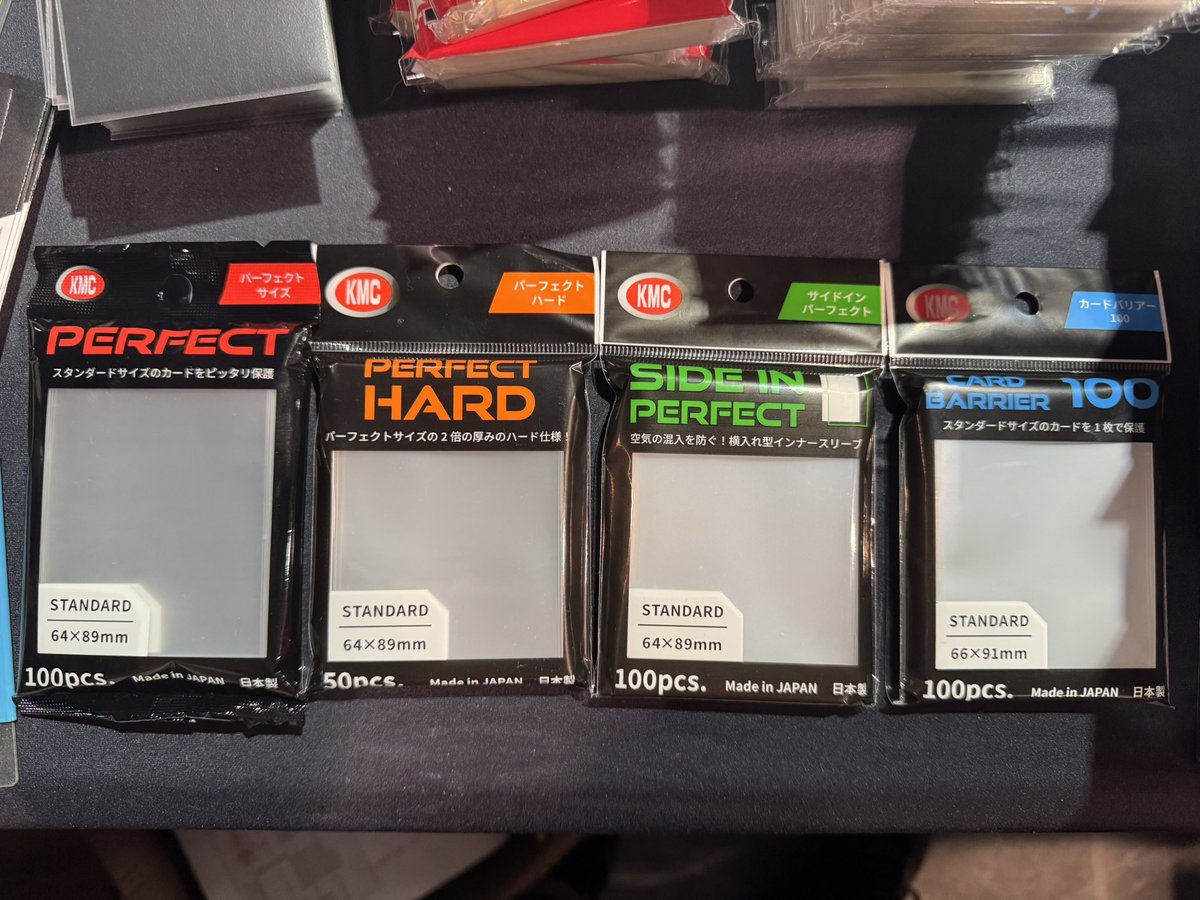 KMC
パーフェクト
サイズ
PERFECT
スタンダードサイズのカードをピッタリ保護
STANDARD
64×89mm
100pcs.
Made in JAPAN
日本製
KMC
パーフェクト
ハード
PERFECT
HARD
パーフェクトサイズの2倍の厚みのハード仕様!
STANDARD
64×89mm
50pcs.
Made in JAPAN
日本製
KMC
サイドイン
パーフェクト
SIDE IN
PERFECT
空気の混入を防ぐ!横入れ型インナースリーブ
STANDARD
64×89mm
100pcs.
Made in JAPAN
日本製
KMC
カードバリアー
100
CARD
BARRIER 100
スタンダードサイズのカードを1枚で保護
STANDARD
66×91mm
100pcs.
Made in JAPAN
日本製